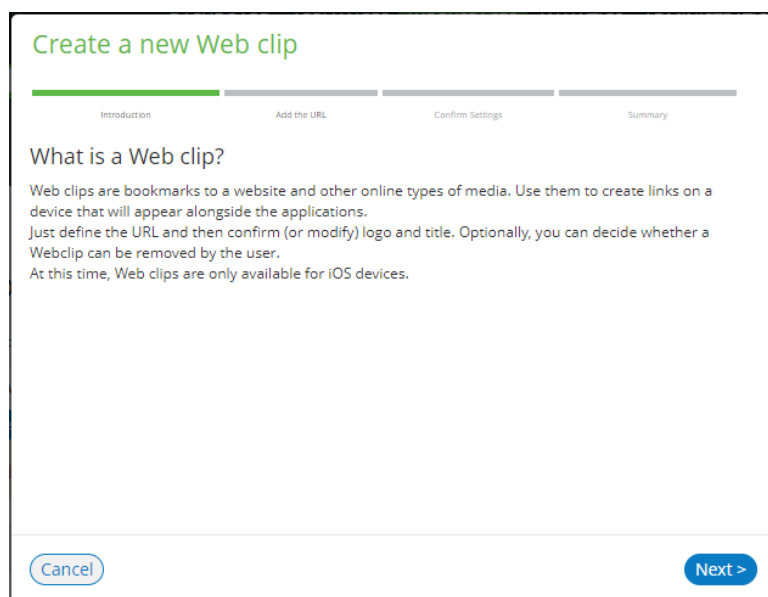 Create a new Web clip
Introduction
Add the URL
Confirm Settings
Summary
What is a Web clip?
Web clips are bookmarks to a website and other online types of media. Use them to create links on a
device that will appear alongside the applications.
Just define the URL and then confirm (or modify) logo and title. Optionally, you can decide whether a
Webclip can be removed by the user.
At this time, Web clips are only available for iOS devices.
Cancel
Next >